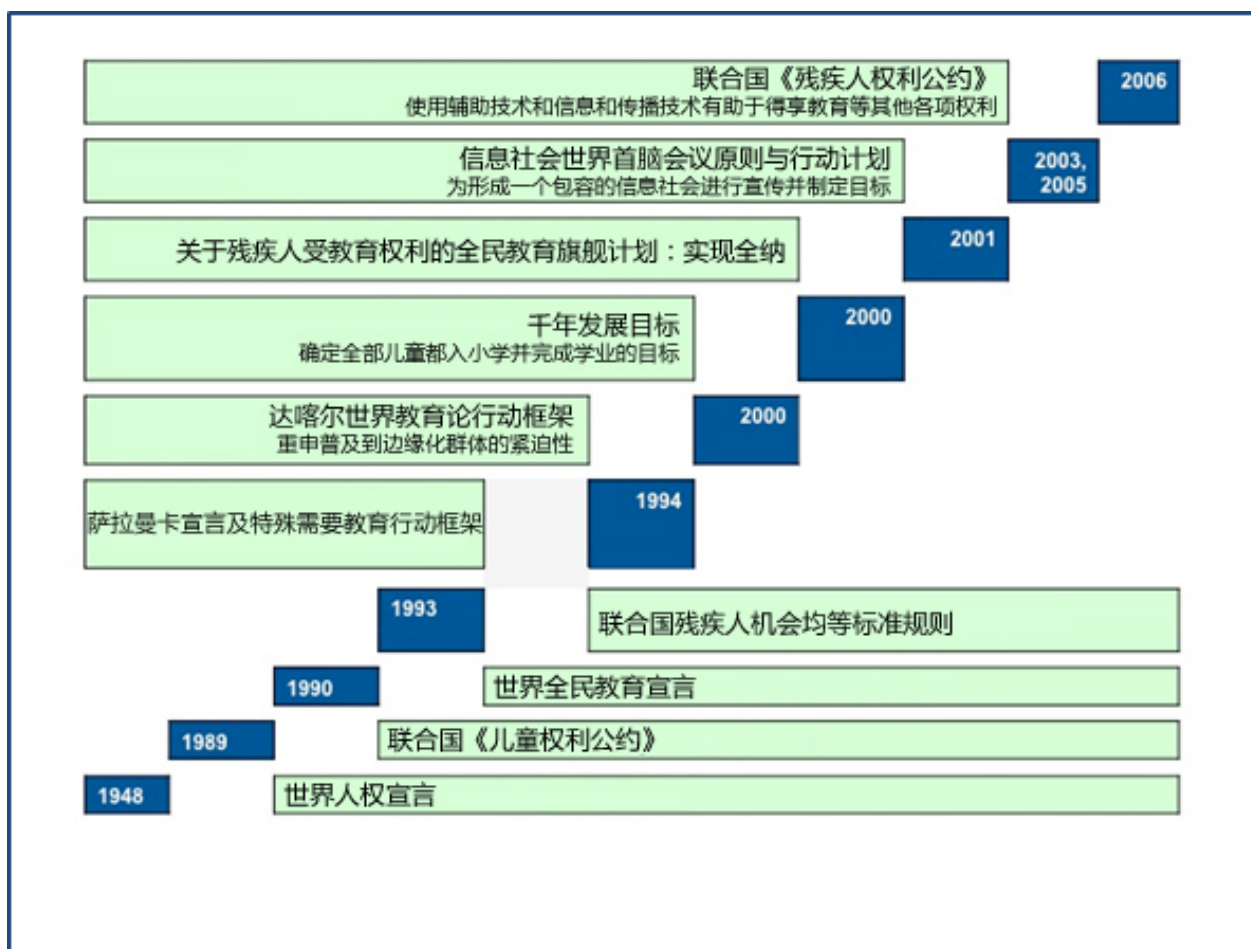 联合国《残疾人权利公约》
使用辅助技术和信息和传播技术有助于得享教育等其他各项权利
2006
信息社会世界首脑会议原则与行动计划
为形成一个包容的信息社会进行宣传并制定目标
2003,
2005
关于残疾人受教育权利的全民教育旗舰计划：实现全纳
2001
千年发展目标
确定全部儿童都入小学并完成学业的目标
2000
达喀尔世界教育论行动框架
重申普及到边缘化群体的紧迫性
2000
萨拉曼卡宣言及特殊需要教育行动框架
1994
1993
联合国残疾人机会均等标准规则
1990
世界全民教育宣言
1989
联合国《儿童权利公约》
1948
世界人权宣言